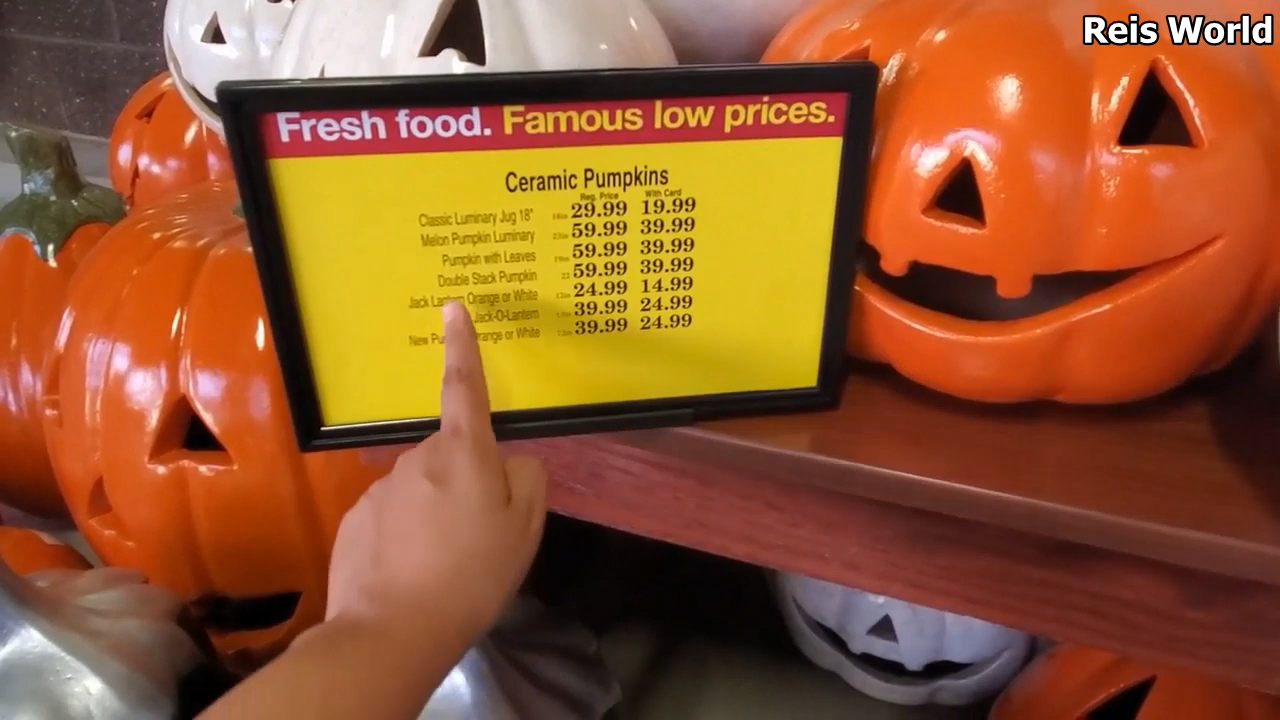 Reis World
Fresh food. Famous low prices.
Ceramic Pumpkins
Reg. Price With Card
Classic Luminary Jug 18" 29.99 19.99
Melon Pumpkin Luminary 59.99 39.99
Pumpkin with Leaves 59.99 39.99
Double Stack Pumpkin 22 59.99 39.99
Jack Lantern Orange or White 24.99 14.99
Jack-O-Lantern 39.99 24.99
New Orange or White 39.99 24.99